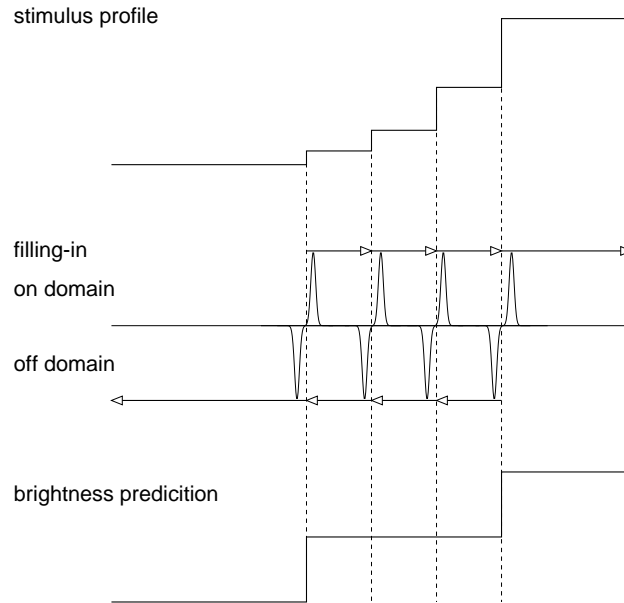 stimulus profile
filling-in
on domain
off domain
brightness predicition